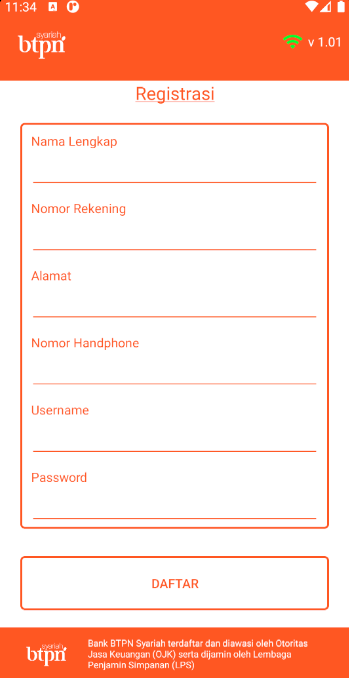 11:34
syariah
btpn
v 1.01
Registrasi
Nama Lengkap
Nomor Rekening
Alamat
Nomor Handphone
Username
Password
DAFTAR
syariah
btpn
Bank BTPN Syariah terdaftar dan diawasi oleh Otoritas
Jasa Keuangan (OJK) serta dijamin oleh Lembaga
Penjamin Simpanan (LPS)